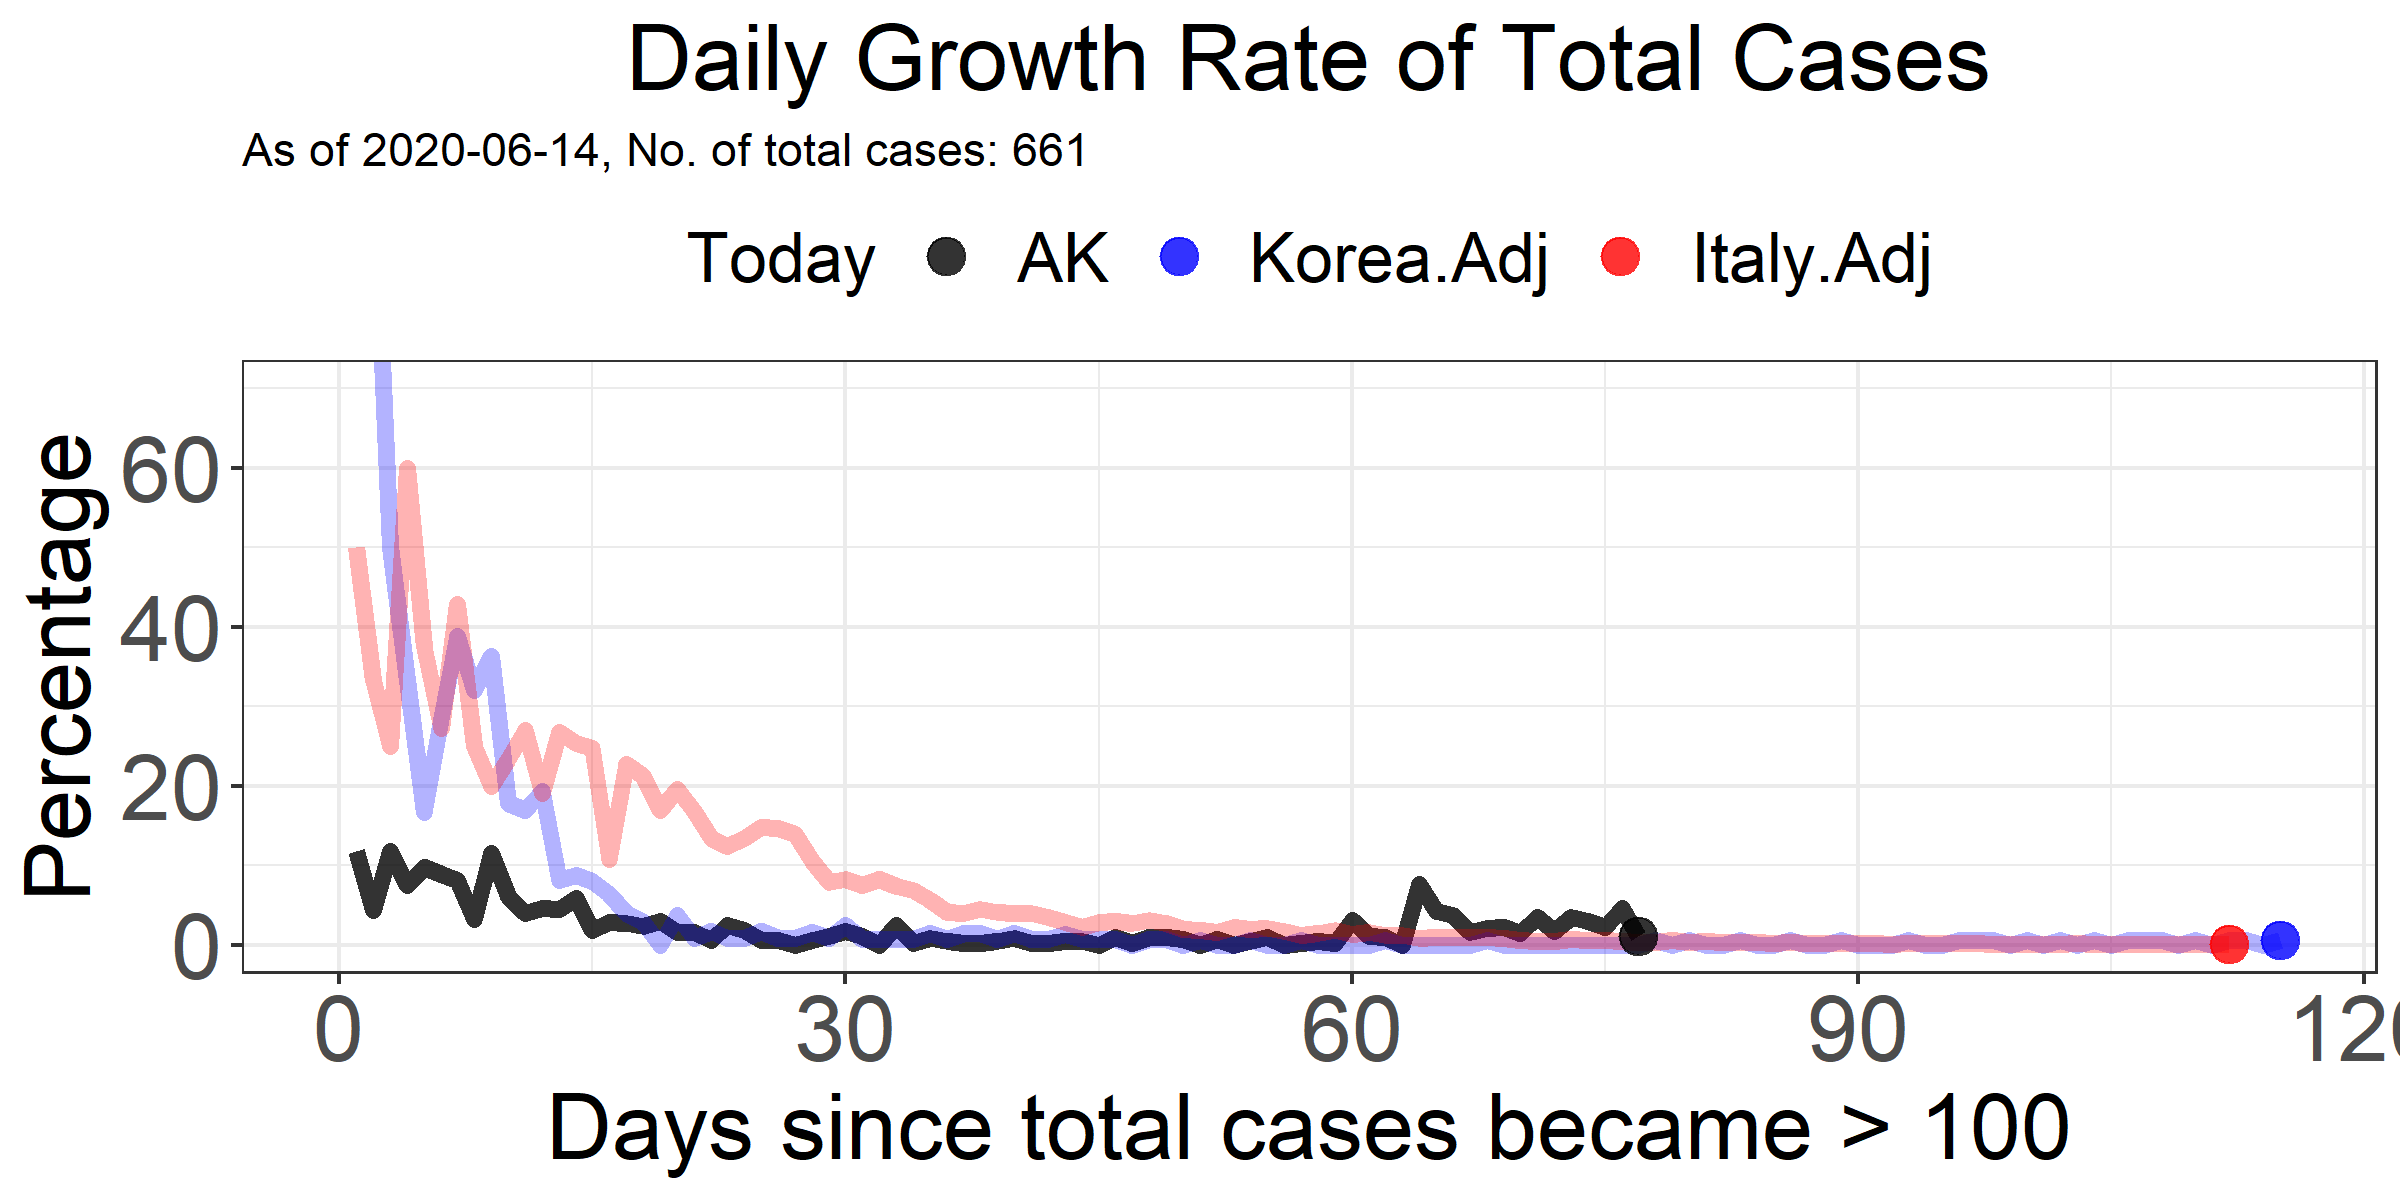 Daily Growth Rate of Total Cases
As of 2020-06-14, No. of total cases: 661
Today AK Korea.Adj Italy.Adj
Percentage
60
40
20
0
0 30 60 90 120
Days since total cases became > 100